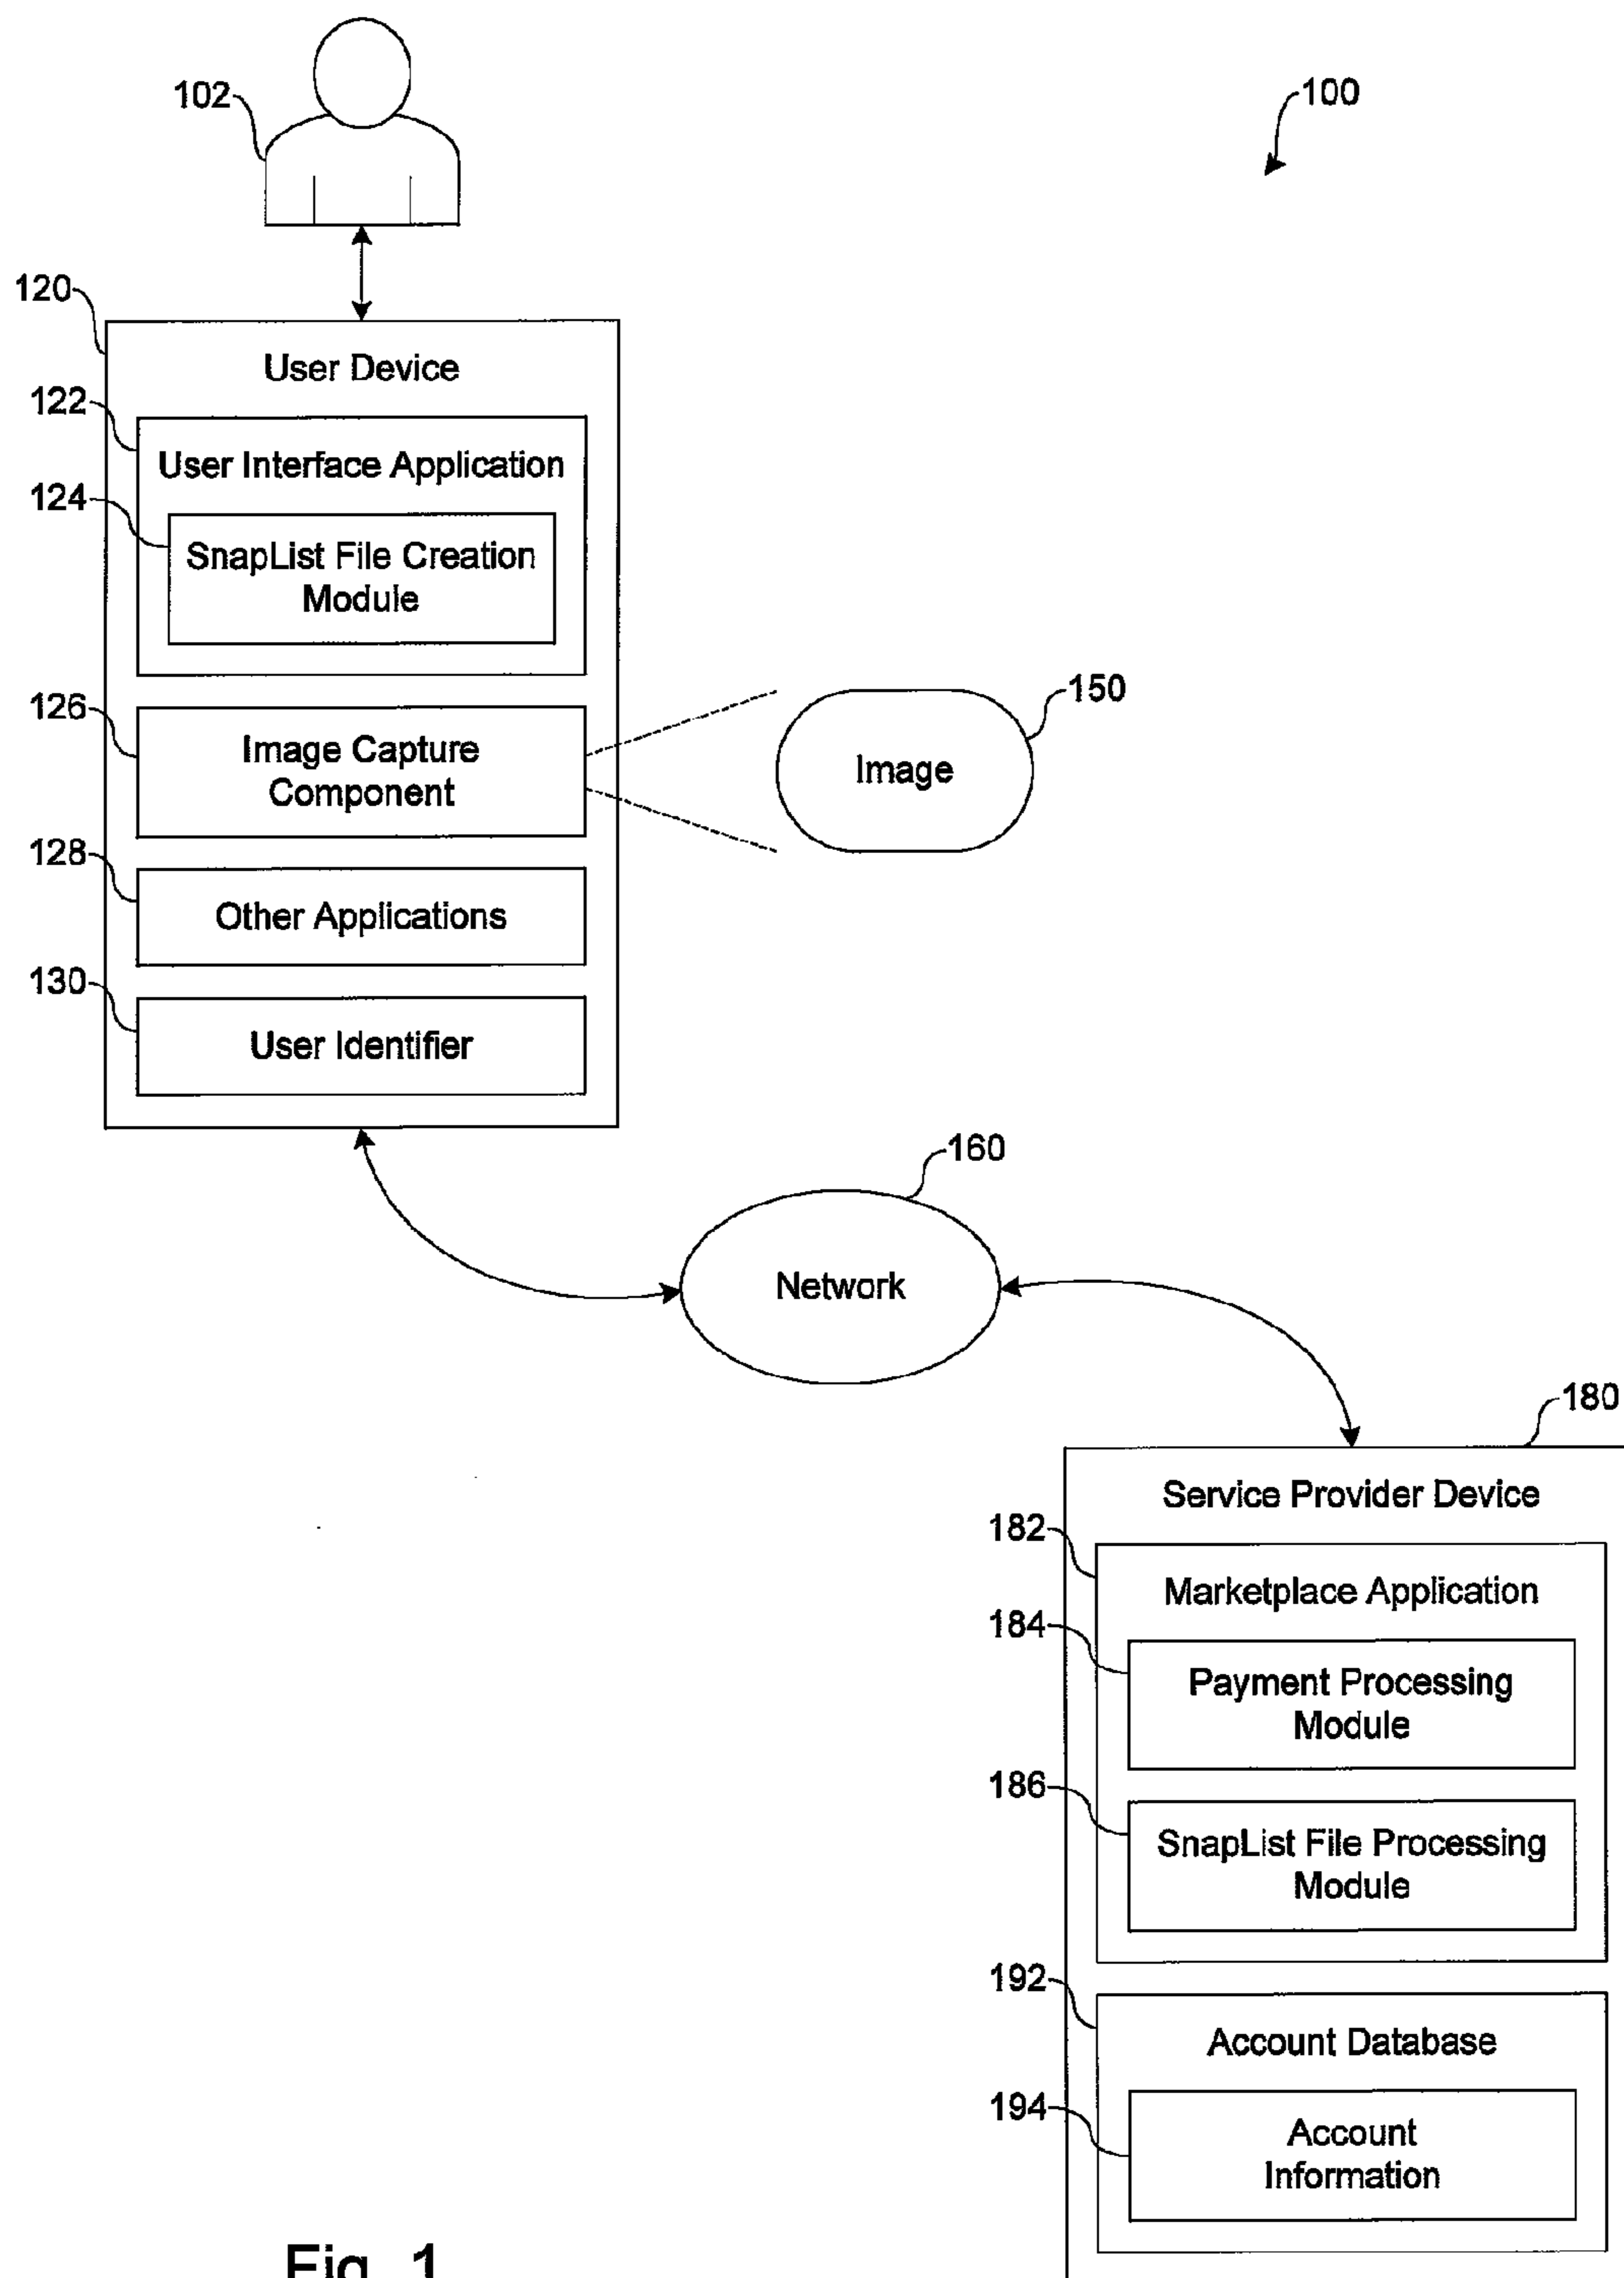 102
100
120
User Device
122
User Interface Application
124
SnapList File Creation
Module
126
Image Capture
Component
150
Image
128
Other Applications
130
User Identifier
160
Network
180
Service Provider Device
182
Marketplace Application
184
Payment Processing
Module
186
SnapList File Processing
Module
192
Account Database
194
Account
Information
Fig. 1